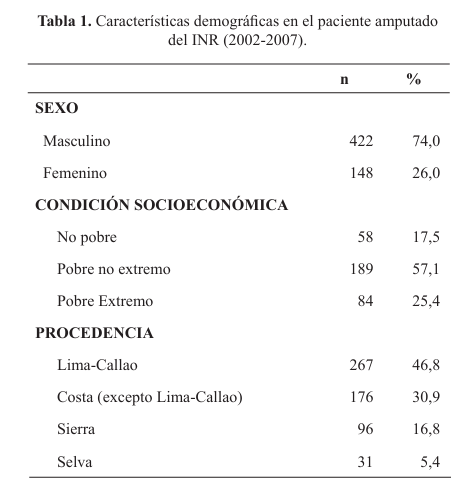 Tabla 1. Características demográficas en el paciente amputado
del INR (2002-2007).
n %
SEXO
Masculino 422 74,0
Femenino 148 26,0
CONDICIÓN SOCIOECONÓMICA
No pobre 58 17,5
Pobre no extremo 189 57,1
Pobre Extremo 84 25,4
PROCEDENCIA
Lima-Callao 267 46,8
Costa (excepto Lima-Callao) 176 30,9
Sierra 96 16,8
Selva 31 5,4